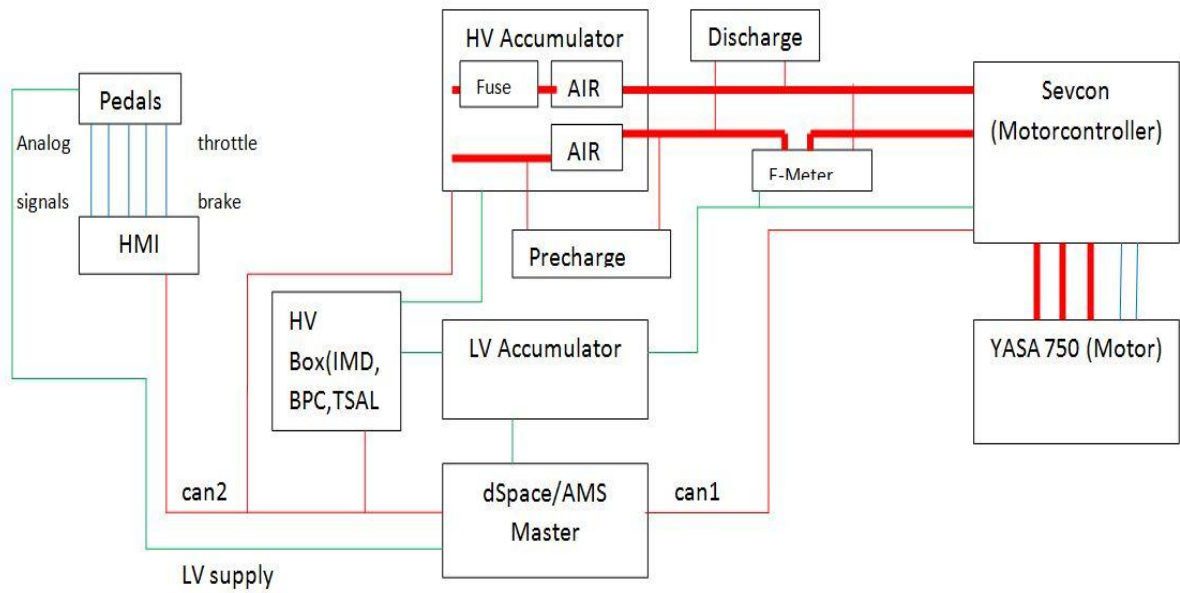 HV Accumulator
Discharge
Fuse
AIR
Sevcon
(Motorcontroller)
Pedals
Analog
throttle
AIR
E-Meter
signals
brake
HMI
Precharge
HV
Box(IMD,
BPC,TSAL
LV Accumulator
YASA 750 (Motor)
can2
dSpace/AMS
Master
can1
LV supply